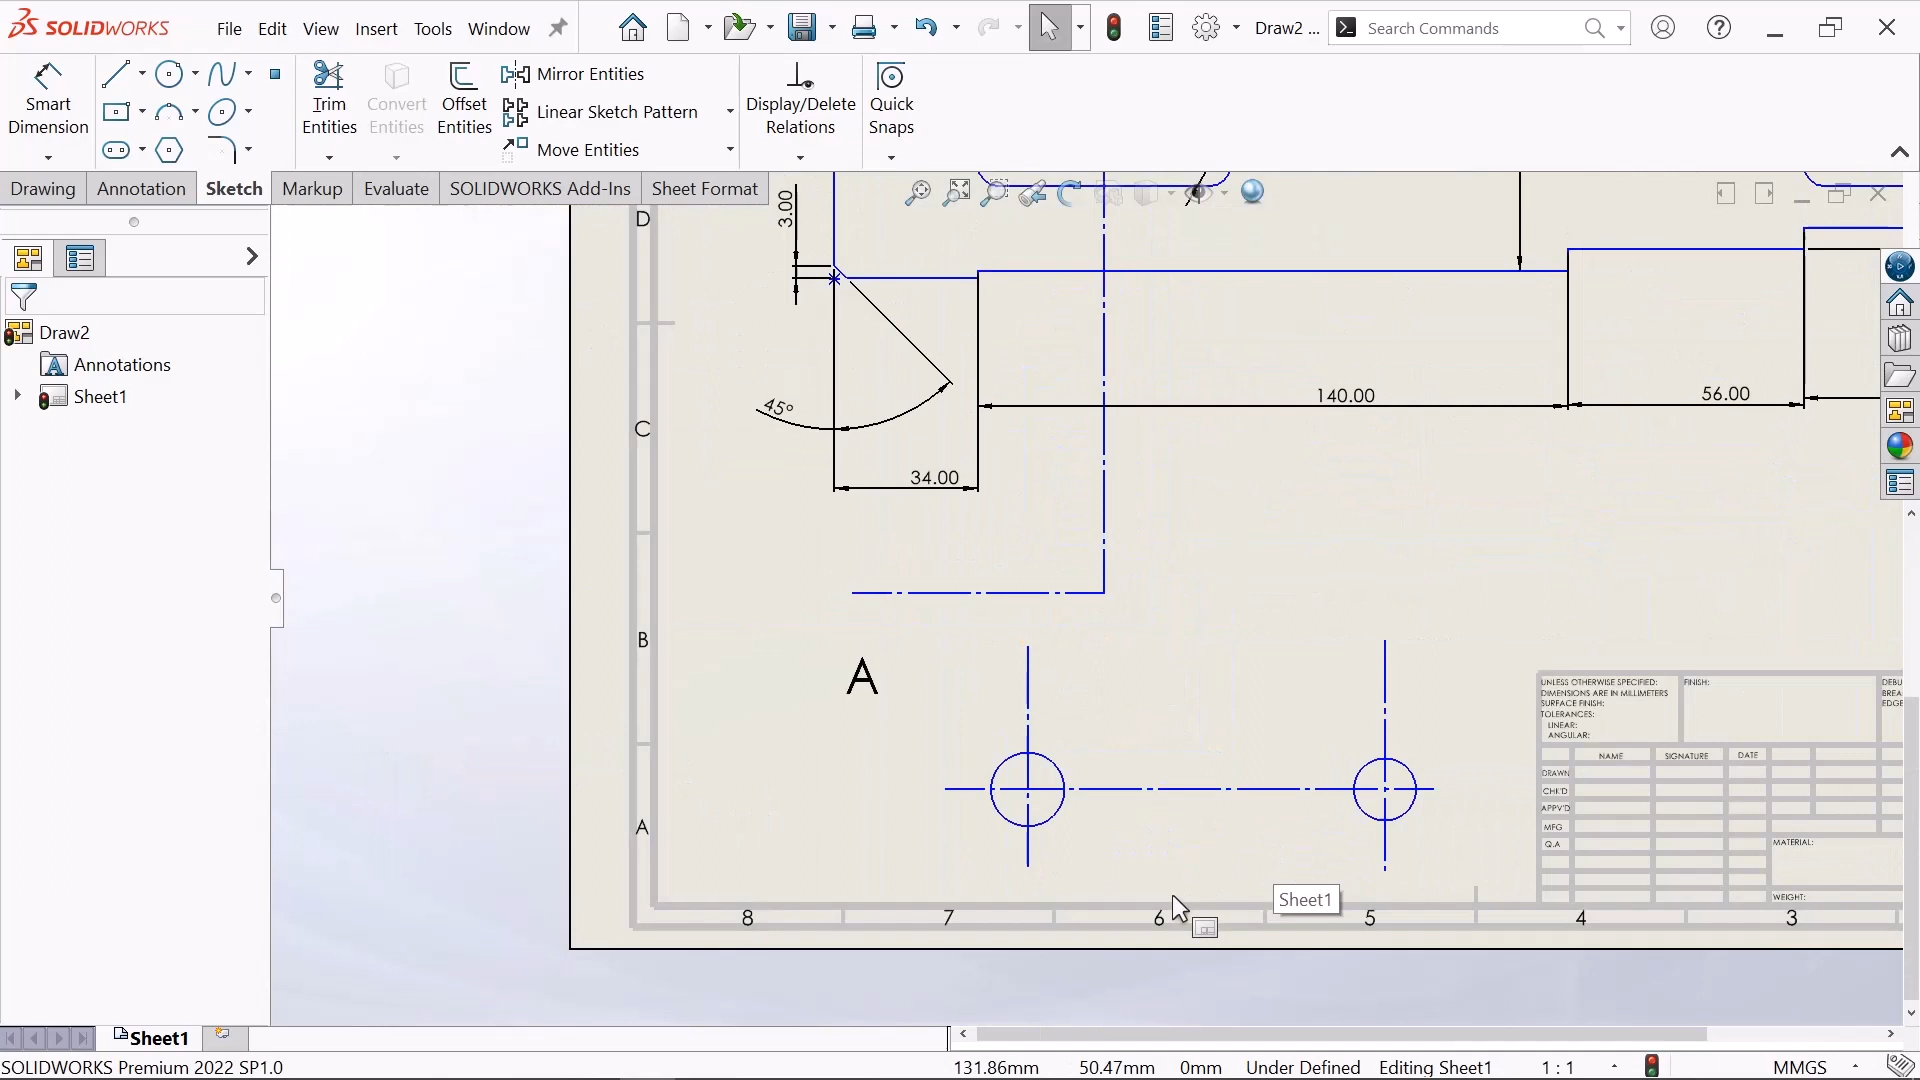 SOLIDWORKS
File Edit View Insert Tools Window
Draw2 ...
Search Commands
Smart Dimension
Trim Entities
Convert Entities
Offset Entities
Mirror Entities
Linear Sketch Pattern
Move Entities
Display/Delete Relations
Quick Snaps
Drawing Annotation Sketch Markup Evaluate SOLIDWORKS Add-Ins Sheet Format
Draw2
A Annotations
Sheet1
D
C
B
A
3.00
45°
34.00
140.00
56.00
A
UNLESS OTHERWISE SPECIFIED:
DIMENSIONS ARE IN MILLIMETERS
SURFACE FINISH:
TOLERANCES:
LINEAR:
ANGULAR:
FINISH:
DEBU
BREA
EDGE
NAME SIGNATURE DATE
DRAWN
CHK'D
APPV'D
MFG
Q.A
MATERIAL:
WEIGHT:
Sheet1
8 7 6 5 4 3
Sheet1
SOLIDWORKS Premium 2022 SP1.0
131.86mm 50.47mm 0mm Under Defined Editing Sheet1 1 : 1 MMGS